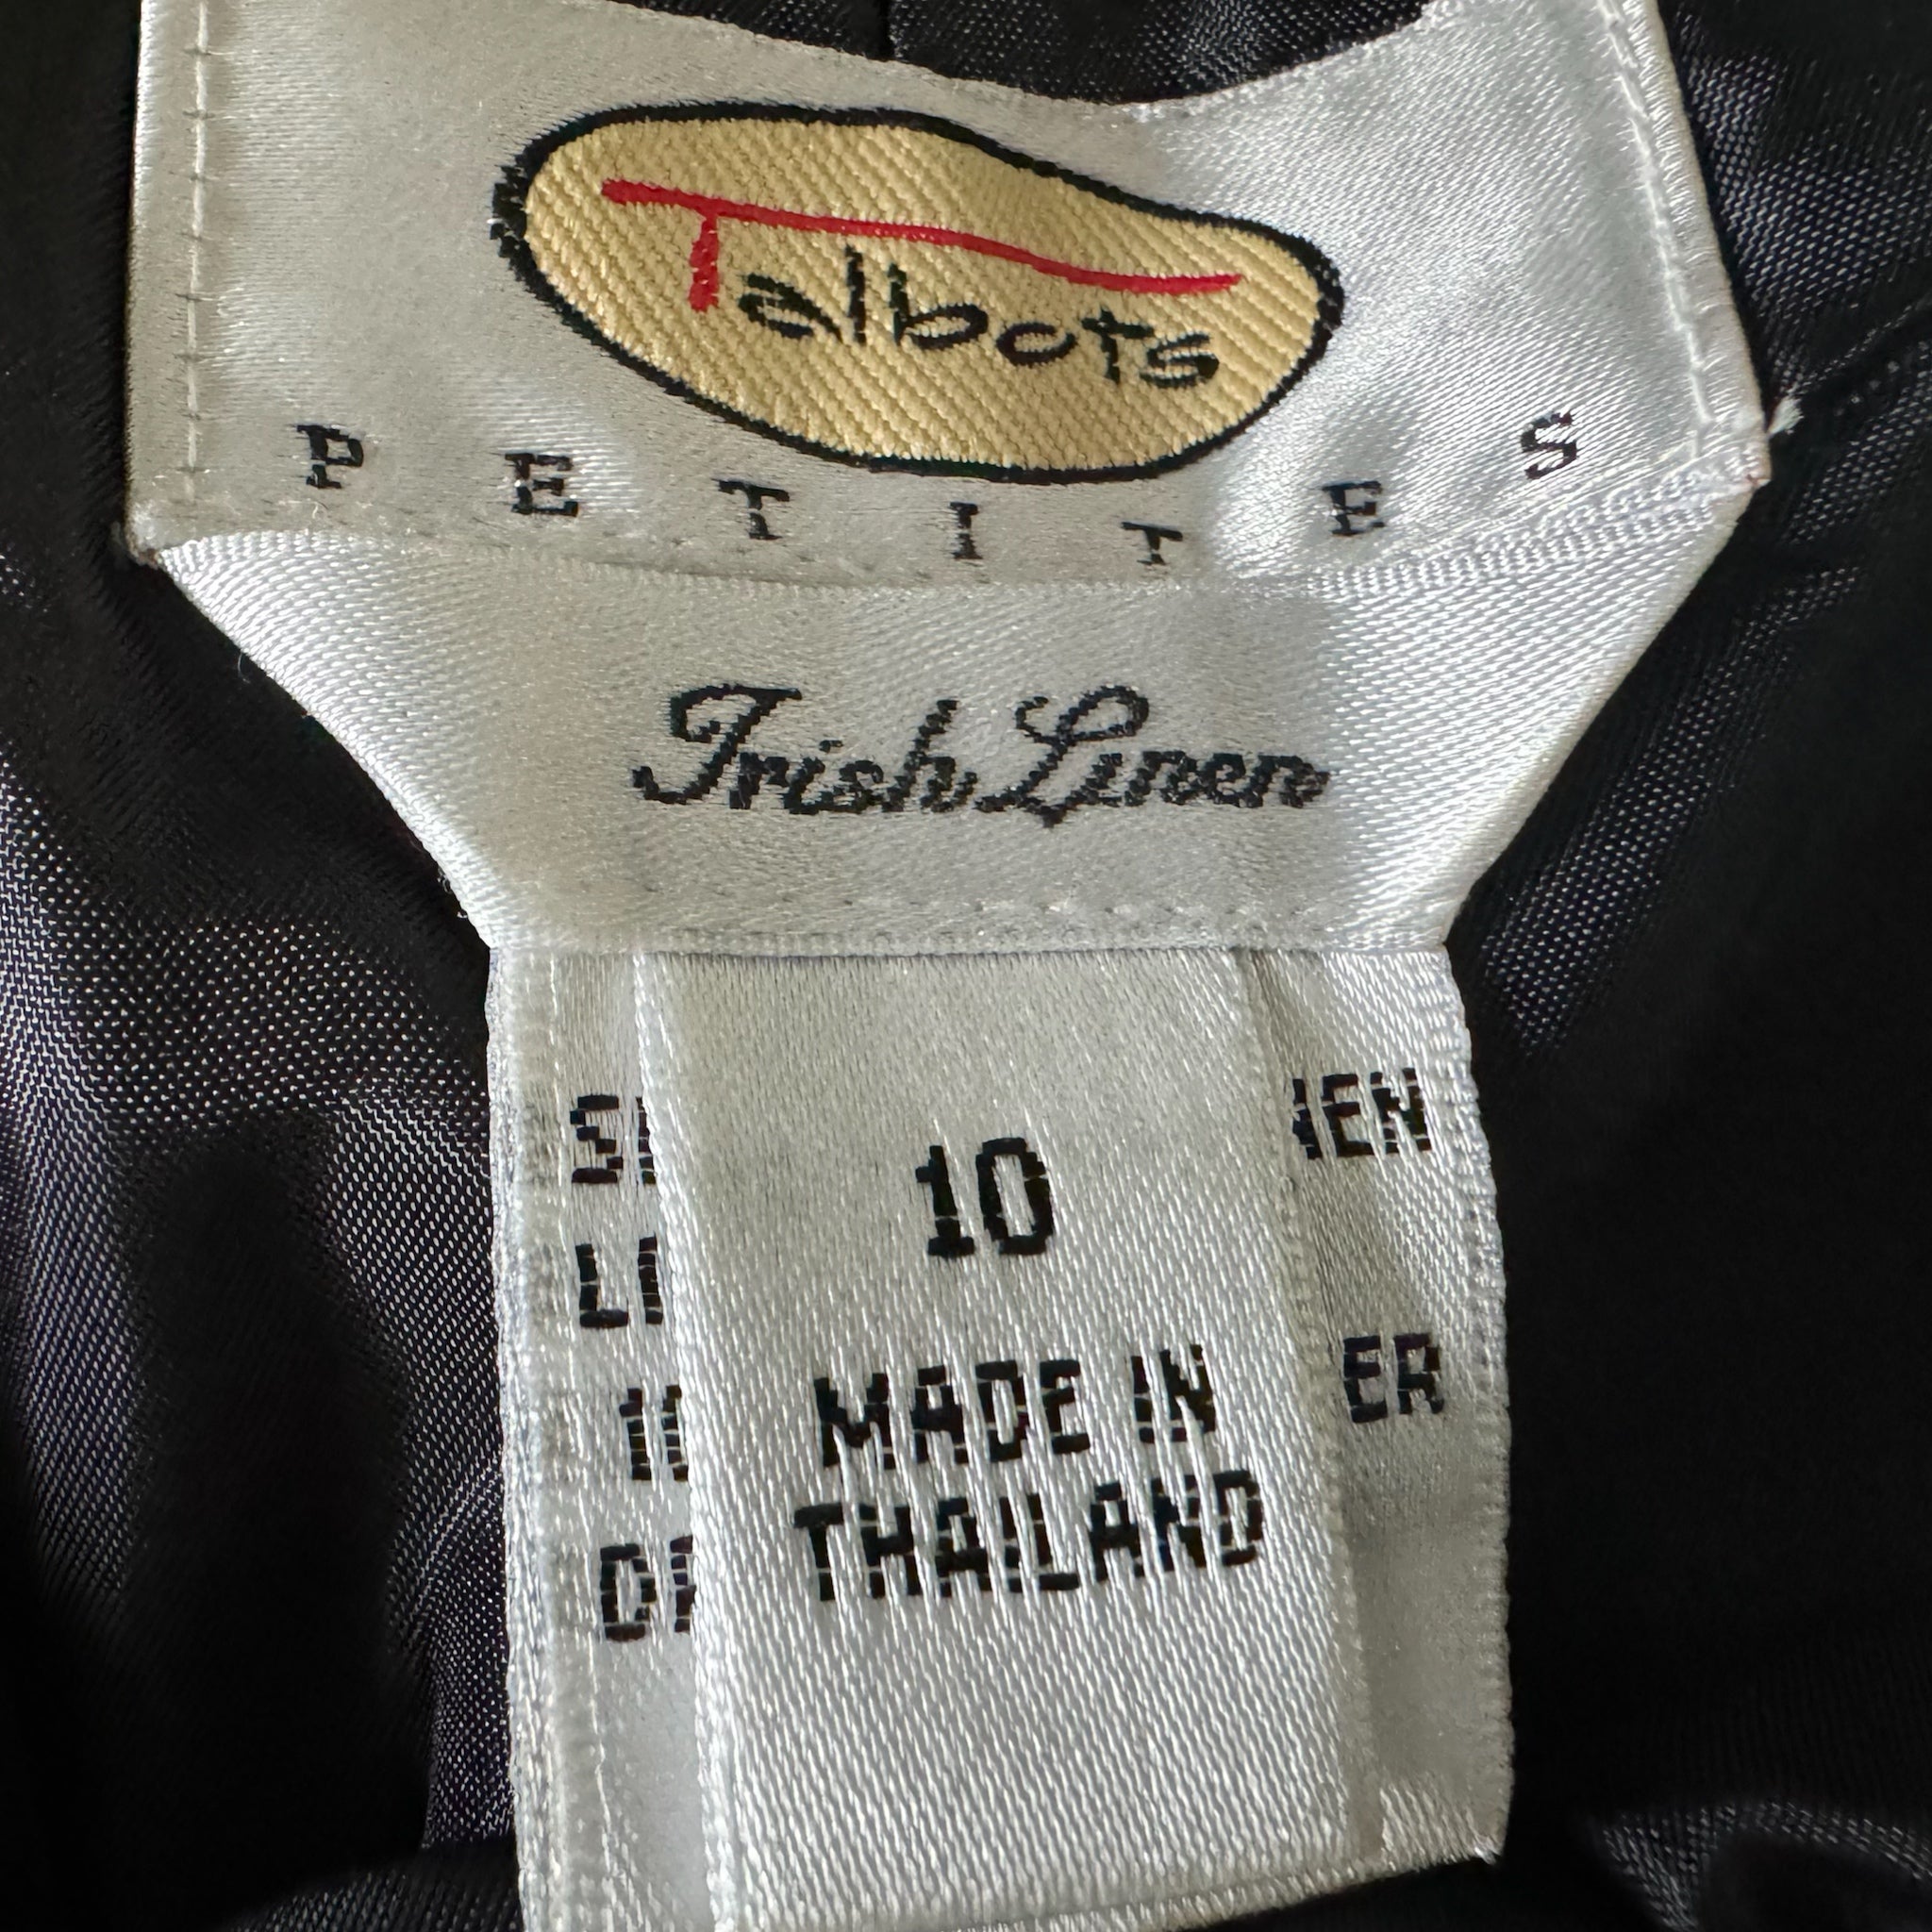 Talbots
PETITES
Irish Linen
10
MADE IN
THAILAND